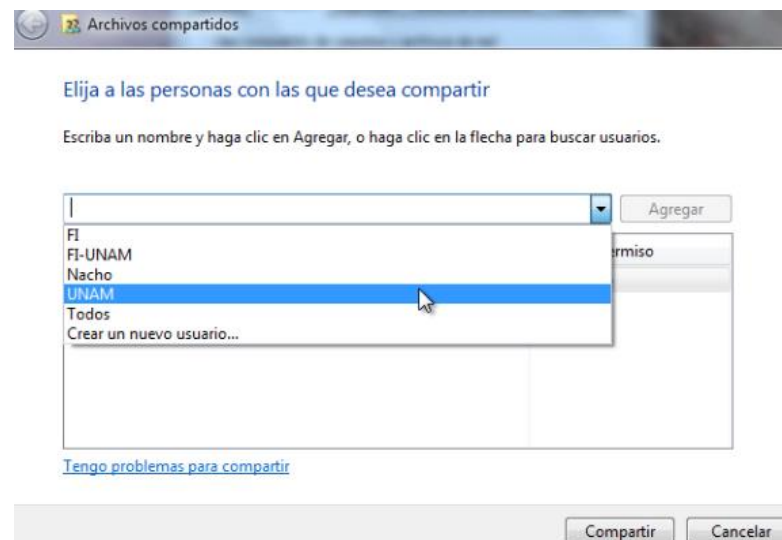 Archivos compartidos
Elija a las personas con las que desea compartir
Escriba un nombre y haga clic en Agregar, o haga clic en la flecha para buscar usuarios.
Agregar
FI
FI-UNAM
Nacho
UNAM
Todos
Crear un nuevo usuario...
rmiso
Tengo problemas para compartir
Compartir
Cancelar